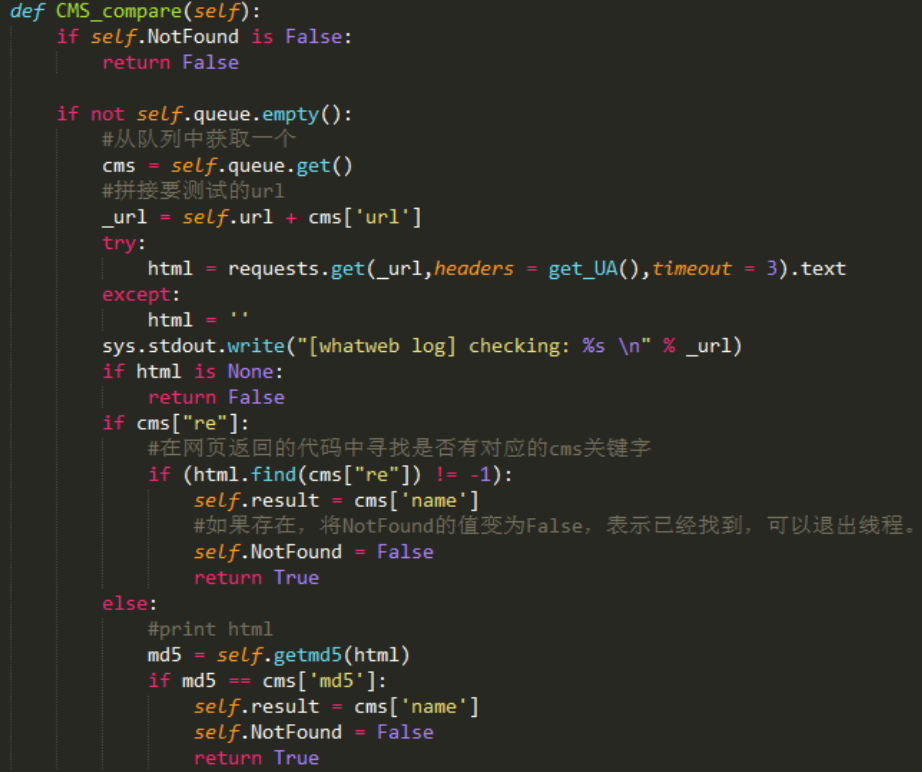 def CMS_compare(self):
    if self.NotFound is False:
        return False

    if not self.queue.empty():
        #从队列中获取一个
        cms = self.queue.get()
        #拼接要测试的url
        _url = self.url + cms['url']
        try:
            html = requests.get(_url,headers = get_UA(),timeout = 3).text
        except:
            html = ''
        sys.stdout.write("[whatweb log] checking: %s \n" % _url)
        if html is None:
            return False
        if cms["re"]:
            #在网页返回的代码中寻找是否有对应的cms关键字
            if (html.find(cms["re"]) != -1):
                self.result = cms['name']
                #如果存在，将NotFound的值变为False，表示已经找到，可以退出线程。
                self.NotFound = False
                return True
        else:
            #print html
            md5 = self.getmd5(html)
            if md5 == cms['md5']:
                self.result = cms['name']
                self.NotFound = False
                return True